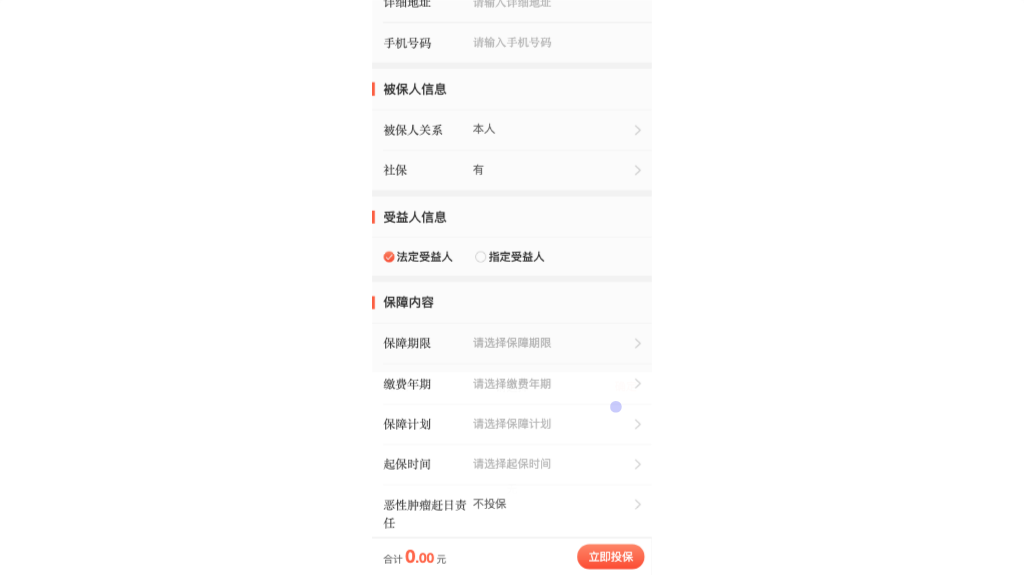 详细地址 请输入详细地址
手机号码 请输入手机号码
被保人信息
被保人关系 本人
社保 有
受益人信息
法定受益人 指定受益人
保障内容
保障期限 请选择保障期限
缴费年期 请选择缴费年期
保障计划 请选择保障计划
起保时间 请选择起保时间
恶性肿瘤赶日责 不投保
任
合计 0.00 元 立即投保